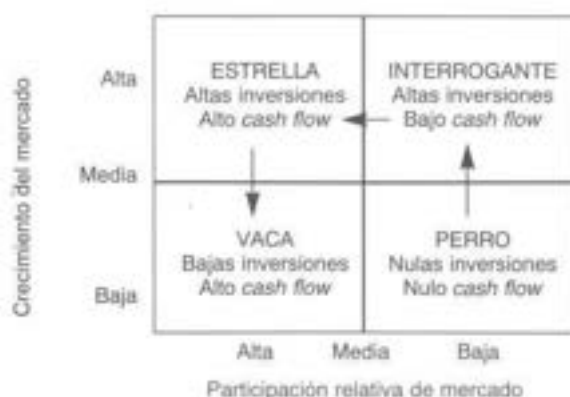 Crecimiento del mercado
Alta
Media
Baja
ESTRELLA
Altas inversiones
Alto cash flow
INTERROGANTE
Altas inversiones
Bajo cash flow
VACA
Bajas inversiones
Alto cash flow
PERRO
Nulas inversiones
Nulo cash flow
Alta
Media
Baja
Participación relativa de mercado